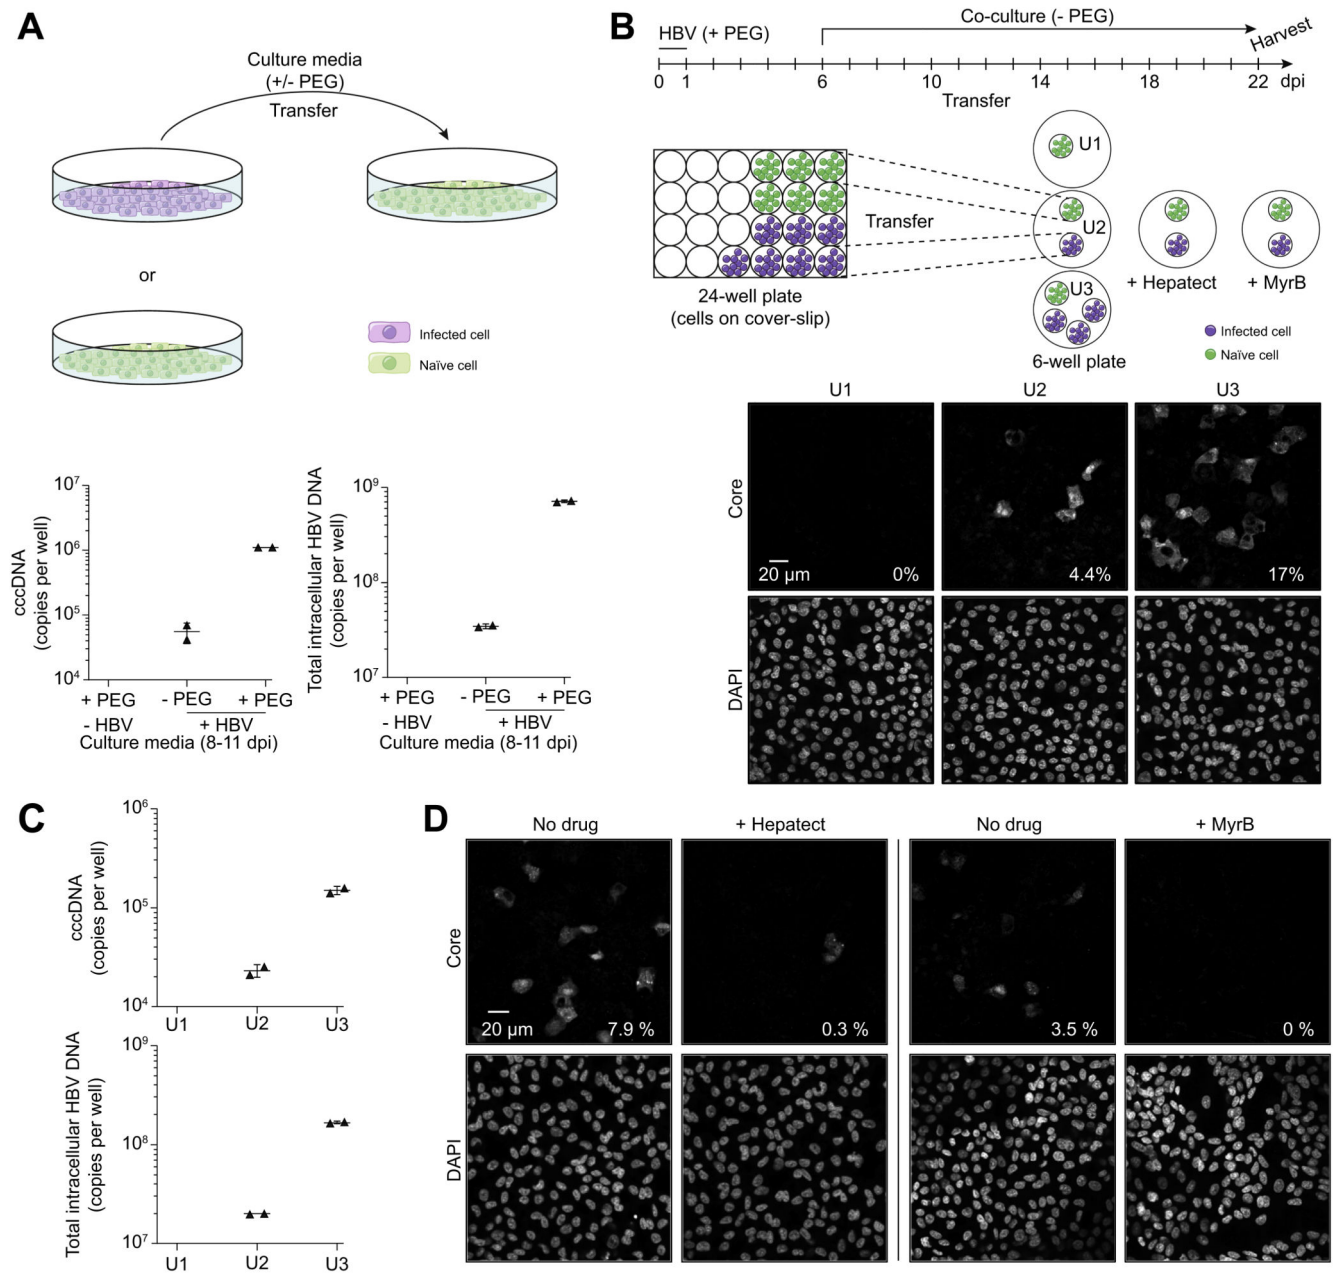 A
Culture media
(+/- PEG)
Transfer
or
Infected cell
Naïve cell
10⁷
10⁶
10⁵
10⁴
cccDNA
(copies per well)
+ PEG
- PEG
+ PEG
- HBV
+ HBV
Culture media (8-11 dpi)
10⁹
10⁸
10⁷
Total intracellular HBV DNA
(copies per well)
+ PEG
- PEG
+ PEG
- HBV
+ HBV
Culture media (8-11 dpi)
B
Co-culture (- PEG)
HBV (+ PEG)
Harvest
0 1 6 10 14 18 22 dpi
Transfer
U1
U2
U3
Transfer
24-well plate
(cells on cover-slip)
+ Hepatect
+ MyrB
6-well plate
Infected cell
Naïve cell
U1 U2 U3
Core
20 µm
0%
4.4%
17%
DAPI
C
10⁶
10⁵
10⁴
cccDNA
(copies per well)
U1 U2 U3
10⁹
10⁸
10⁷
Total intracellular HBV DNA
(copies per well)
U1 U2 U3
D
No drug
+ Hepatect
No drug
+ MyrB
Core
20 µm
7.9 %
0.3 %
3.5 %
0 %
DAPI